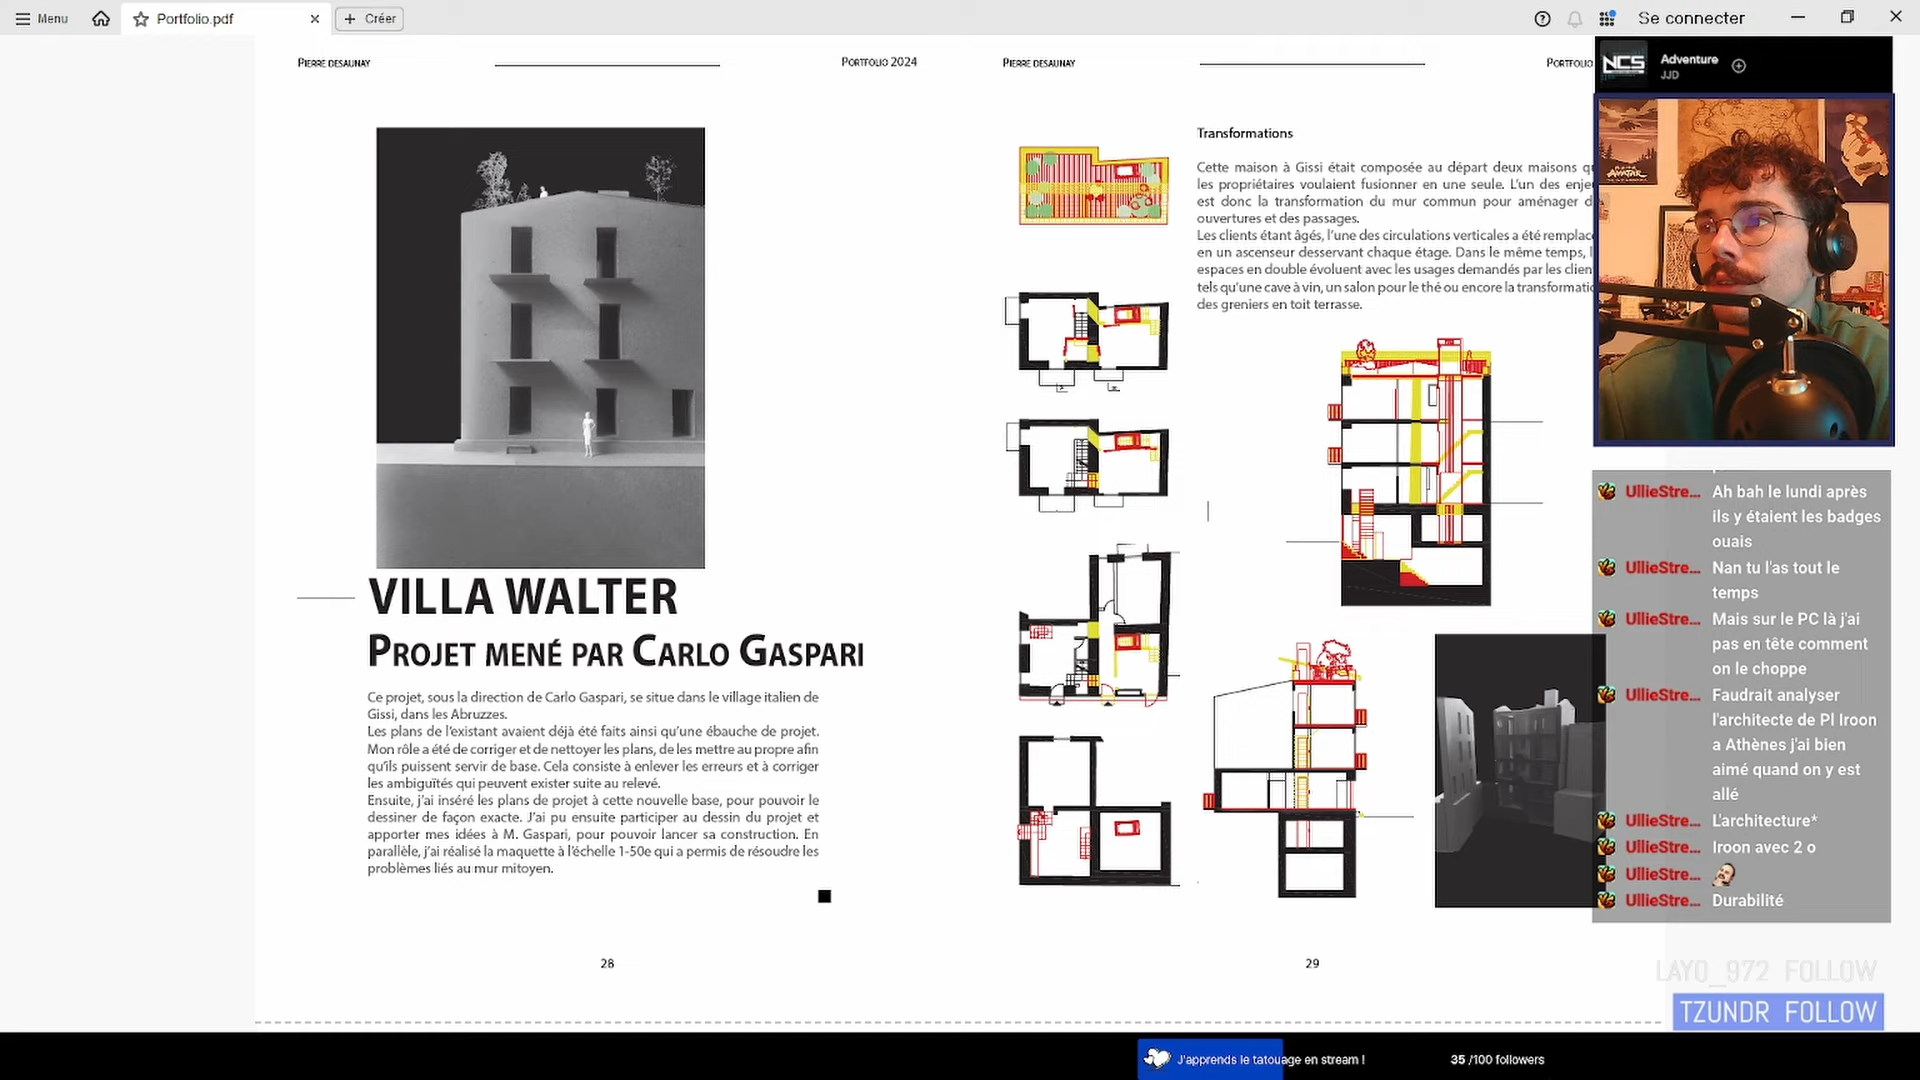 Menu
Portfolio.pdf
Créer
Se connecter
PIERRE DESAUNAY
PORTFOLIO 2024
PIERRE DESAUNAY
PORTFOLIO
VILLA WALTER
PROJET MENÉ PAR CARLO GASPARI
Ce projet, sous la direction de Carlo Gaspari, se situe dans le village italien de
Gissi, dans les Abruzzes.
Les plans de l'existant avaient déjà été faits ainsi qu'une ébauche de projet.
Mon rôle a été de corriger et de nettoyer les plans, de les mettre au propre afin
qu'ils puissent servir de base. Cela consiste à enlever les erreurs et à corriger
les ambiguïtés qui peuvent exister suite au relevé.
Ensuite, j'ai inséré les plans de projet à cette nouvelle base, pour pouvoir le
dessiner de façon exacte. J'ai pu ensuite participer au dessin du projet et
apporter mes idées à M. Gaspari, pour pouvoir lancer sa construction. En
parallèle, j'ai réalisé la maquette à l'échelle 1-50e qui a permis de résoudre les
problèmes liés au mur mitoyen.
28
Transformations
Cette maison à Gissi était composée au départ deux maisons
les propriétaires voulaient fusionner en une seule. L'un des
est donc la transformation du mur commun pour aménager
ouvertures et des passages.
Les clients étant âgés, l'une des circulations verticales a été
en un ascenseur desservant chaque étage. Dans le même temps,
espaces en double évoluent avec les usages demandés par les
tels qu'une cave à vin, un salon pour le thé ou encore la
des greniers en toit terrasse.
29
NCS
Adventure
JJD
AVATAR
UllieStre... Ah bah le lundi après
ils y étaient les badges
ouais
UllieStre... Nan tu l'as tout le
temps
UllieStre... Mais sur le PC là j'ai
pas en tête comment
on le choppe
UllieStre... Faudrait analyser
l'architecte de Pl Iroon
a Athènes j'ai bien
aimé quand on y est
allé
UllieStre... L'architecture*
UllieStre... Iroon avec 2 o
UllieStre...
UllieStre... Durabilité
LAYO_972 FOLLOW
TZUNDR FOLLOW
J'apprends le tatouage en stream !
35 /100 followers